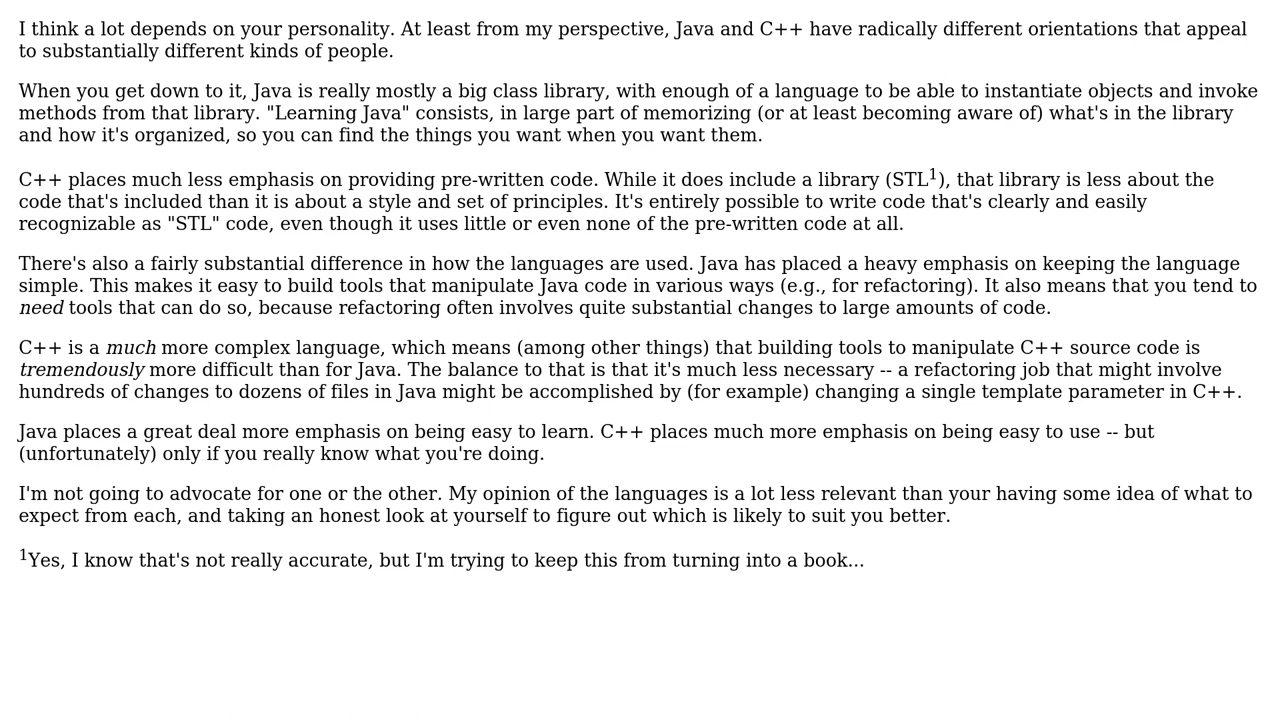 I think a lot depends on your personality. At least from my perspective, Java and C++ have radically different orientations that appeal
to substantially different kinds of people.
When you get down to it, Java is really mostly a big class library, with enough of a language to be able to instantiate objects and invoke
methods from that library. "Learning Java" consists, in large part of memorizing (or at least becoming aware of) what's in the library
and how it's organized, so you can find the things you want when you want them.
C++ places much less emphasis on providing pre-written code. While it does include a library (STL1), that library is less about the
code that's included than it is about a style and set of principles. It's entirely possible to write code that's clearly and easily
recognizable as "STL" code, even though it uses little or even none of the pre-written code at all.
There's also a fairly substantial difference in how the languages are used. Java has placed a heavy emphasis on keeping the language
simple. This makes it easy to build tools that manipulate Java code in various ways (e.g., for refactoring). It also means that you tend to
need tools that can do so, because refactoring often involves quite substantial changes to large amounts of code.
C++ is a much more complex language, which means (among other things) that building tools to manipulate C++ source code is
tremendously more difficult than for Java. The balance to that is that it's much less necessary -- a refactoring job that might involve
hundreds of changes to dozens of files in Java might be accomplished by (for example) changing a single template parameter in C++.
Java places a great deal more emphasis on being easy to learn. C++ places much more emphasis on being easy to use -- but
(unfortunately) only if you really know what you're doing.
I'm not going to advocate for one or the other. My opinion of the languages is a lot less relevant than your having some idea of what to
expect from each, and taking an honest look at yourself to figure out which is likely to suit you better.
1Yes, I know that's not really accurate, but I'm trying to keep this from turning into a book...